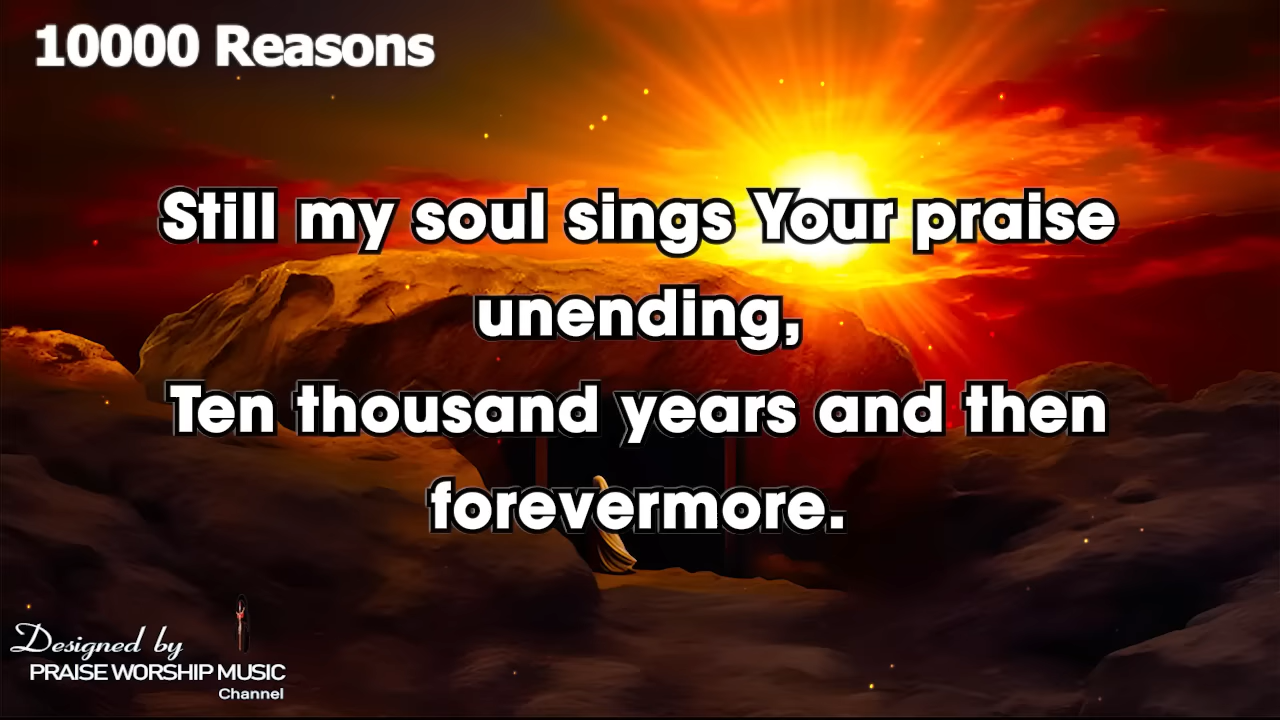 10000 Reasons
Still my soul sings Your praise
unending,
Ten thousand years and then
forevermore.
Designed by
PRAISE WORSHIP MUSIC
Channel